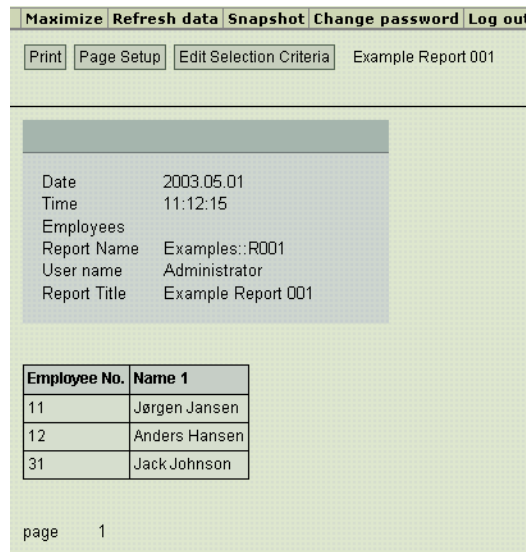 Maximize Refresh data Snapshot Change password Log out
Print Page Setup Edit Selection Criteria Example Report 001
Date 2003.05.01
Time 11:12:15
Employees
Report Name Examples::R001
User name Administrator
Report Title Example Report 001
Employee No. Name 1
11 Jørgen Jansen
12 Anders Hansen
31 Jack Johnson
page 1